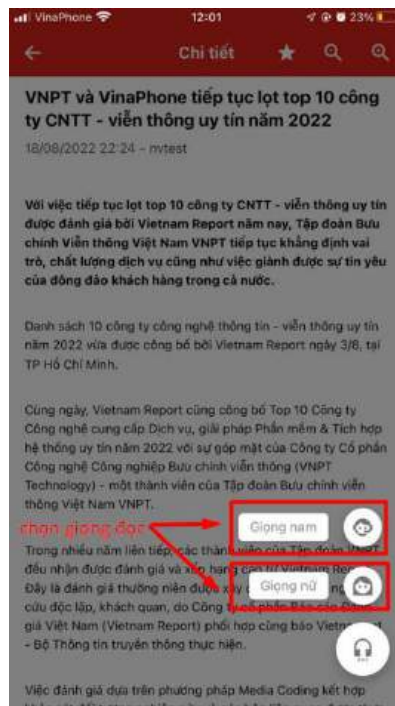 VinaPhone 12:01 23%
Chi tiết
VNPT và VinaPhone tiếp tục lọt top 10 công
ty CNTT - viễn thông uy tín năm 2022
18/08/2022 22:24 - nvtest
Với việc tiếp tục lọt top 10 công ty CNTT - viễn thông uy tín
được đánh giá bởi Vietnam Report năm nay, Tập đoàn Bưu
chính Viễn thông Việt Nam VNPT tiếp tục khẳng định vai
trò, chất lượng dịch vụ cũng như việc giành được sự tin yêu
của đông đảo khách hàng trong cả nước.
Danh sách 10 công ty công nghệ thông tin - viễn thông uy tín
năm 2022 vừa được công bố bởi Vietnam Report ngày 3/8, tại
TP Hồ Chí Minh.
Cùng ngày, Vietnam Report cũng công bố Top 10 Công ty
Công nghệ cung cấp Dịch vụ, giải pháp Phần mềm & Tích hợp
hệ thống uy tín năm 2022 với sự góp mặt của Công ty Cổ phần
Công nghệ Công nghiệp Bưu chính viễn thông (VNPT
Technology) - một thành viên của Tập đoàn Bưu chính viễn
thông Việt Nam VNPT.
chọn giọng đọc
Giọng nam
Trong nhiều năm liên tiếp, các thành viên của Tập đoàn VNPT
đều nhận được đánh giá và xếp hạng cao từ Vietnam
Đây là đánh giá thường niên được
Giọng nữ
cứu độc lập, khách quan, do Công ty cổ phần Báo cáo Đánh
giá Việt Nam (Vietnam Report) phối hợp cùng báo
- Bộ Thông tin truyền thông thực hiện.
Việc đánh giá dựa trên phương pháp Media Coding kết hợp